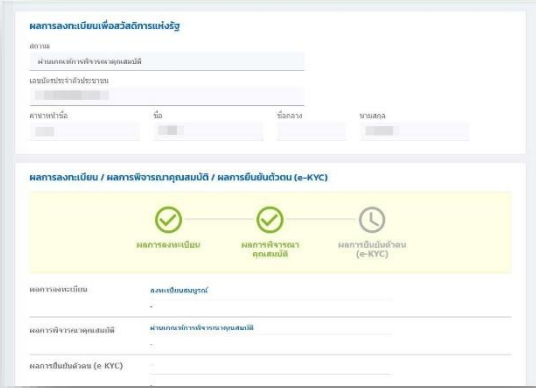 ผลการลงทะเบียนเพื่อสวัสดิการแห่งรัฐ
สถานะ
ผ่านเกณฑ์การพิจารณาคุณสมบัติ
เลขบัตรประจำตัวประชาชน
คำนำหน้าชื่อ ชื่อ ชื่อกลาง นามสกุล
ผลการลงทะเบียน / ผลการพิจารณาคุณสมบัติ / ผลการยืนยันตัวตน (e-KYC)
ผลการลงทะเบียน ผลการพิจารณา ผลการยืนยันตัวตน
คุณสมบัติ (e-KYC)
ผลการลงทะเบียน ลงทะเบียนสมบูรณ์
-
ผลการพิจารณาคุณสมบัติ ผ่านเกณฑ์การพิจารณาคุณสมบัติ
-
ผลการยืนยันตัวตน (e KYC) -
-